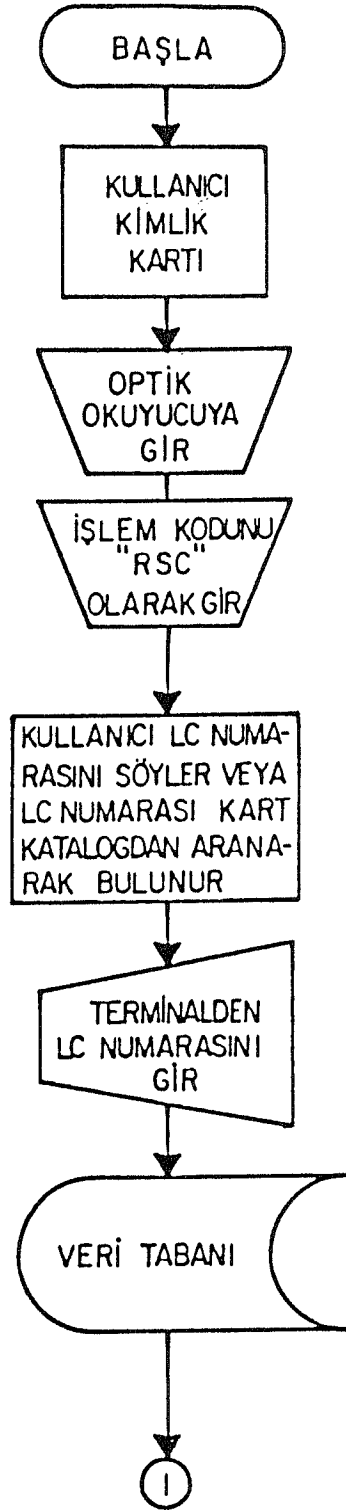 BAŞLA
KULLANICI
KİMLİK
KARTI
OPTİK
OKUYUCUYA
GİR
İŞLEM KODUNU
"RSC"
OLARAK GİR
KULLANICI LC NUMA-
RASINI SÖYLER VEYA
LC NUMARASI KART
KATALOGDAN ARANA-
RAK BULUNUR
TERMİNALDEN
LC NUMARASINI
GİR
VERİ TABANI
1